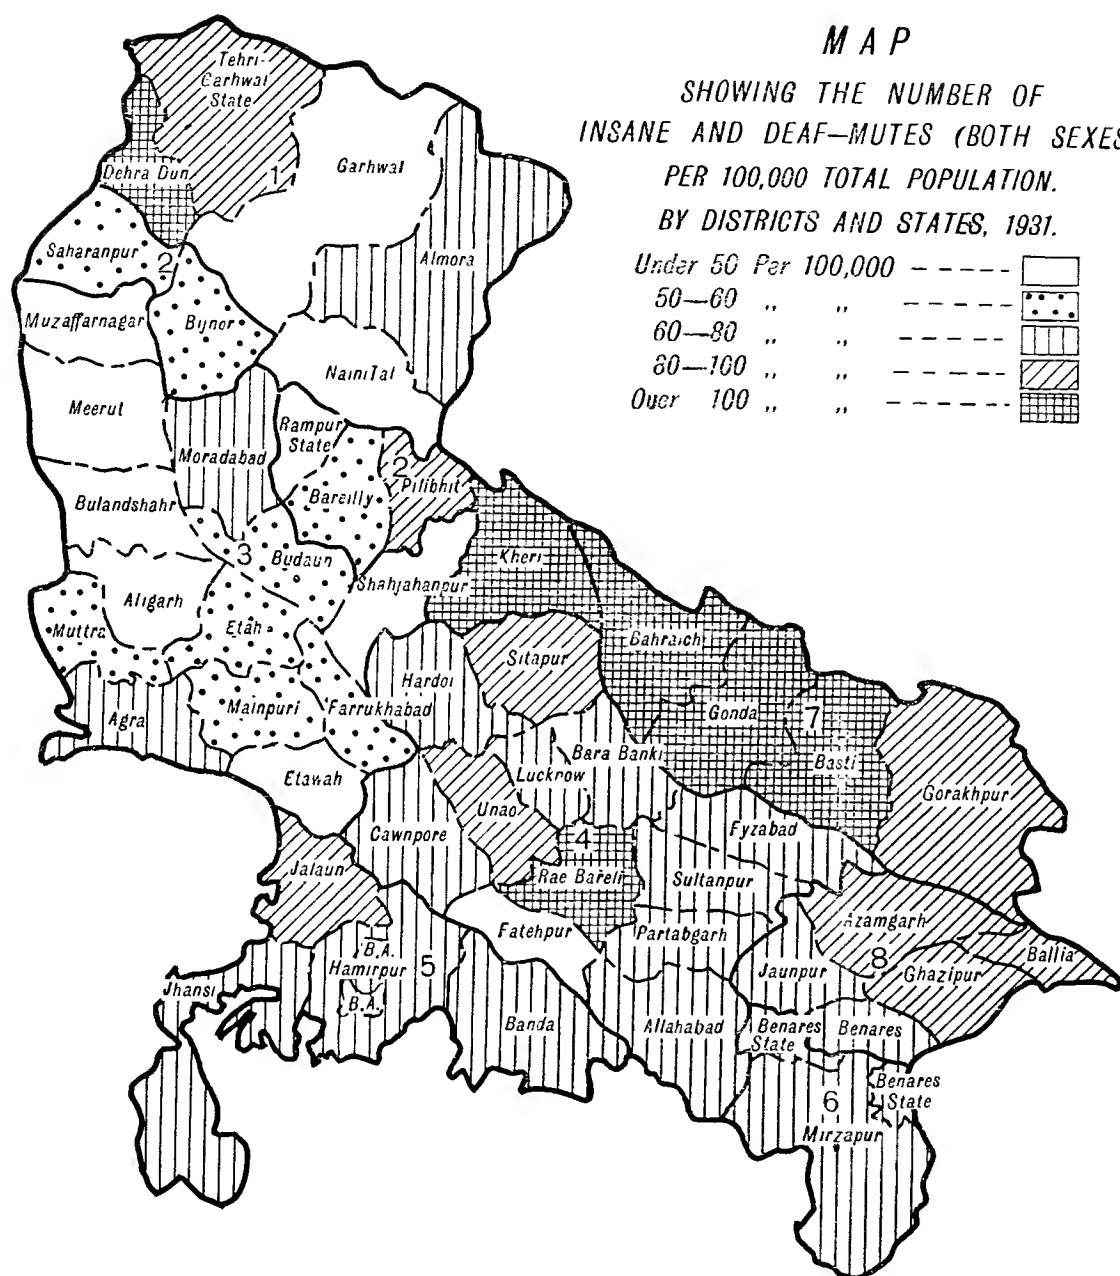 MAP
SHOWING THE NUMBER OF
INSANE AND DEAF—MUTES (BOTH SEXES
PER 100,000 TOTAL POPULATION.
BY DISTRICTS AND STATES, 1931.
Under 50 Per 100,000
50—60 „ „
60—80 „ „
80—100 „ „
Over 100 „ „
Tehri-
Garhwal
State
1
Garhwal
Dehra Dun
Almora
Saharanpur
2
Muzaffarnagar
Bijnor
Naini Tal
Meerut
Rampur
State
Moradabad
2
Pilibhit
Bareilly
Bulandshahr
3
Budaun
Kheri
Shahjahanpur
Aligarh
Muttra
Etah
Bahraich
Sitapur
Hardoi
Agra
Mainpuri
Farrukhabad
Gonda
7
Bara Banki
Basti
Etawah
Lucknow
Gorakhpur
Unao
Cawnpore
Fyzabad
4
Jalaun
Rae Bareli
Sultanpur
Azamgarh
Fatehpur
Partabgarh
B.A.
Hamirpur
5
B.A.
Jaunpur
8
Ghazipur
Ballia
Jhansi
Banda
Allahabad
Benares
State
Benares
Benares
State
6
Mirzapur